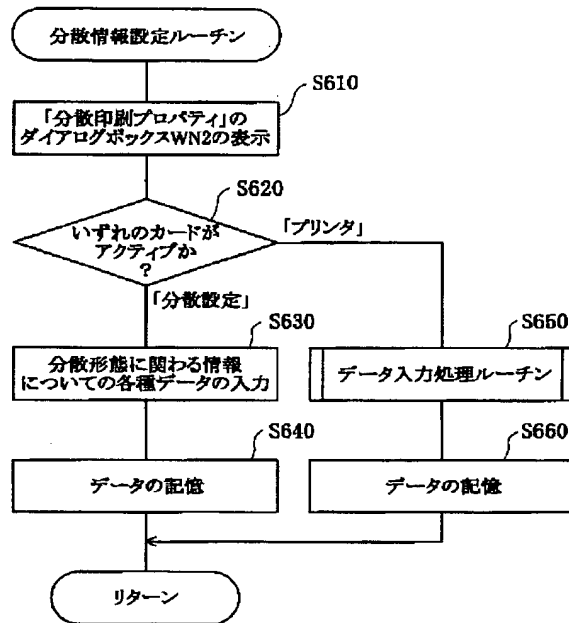 分散情報設定ルーチン
S610
「分散印刷プロパティ」の
ダイアログボックスWN2の表示
S620
いずれのカードが
アクティブか
?
「プリンタ」
「分散設定」
S630
分散形態に関わる情報
についての各種データの入力
S650
データ入力処理ルーチン
S640
データの記憶
S660
データの記憶
リターン